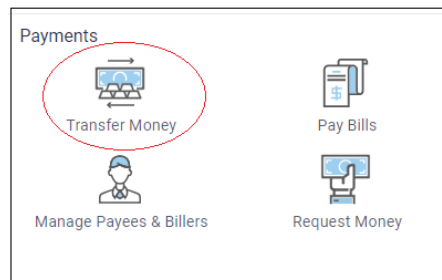 Payments
Transfer Money
Pay Bills
Manage Payees & Billers
Request Money